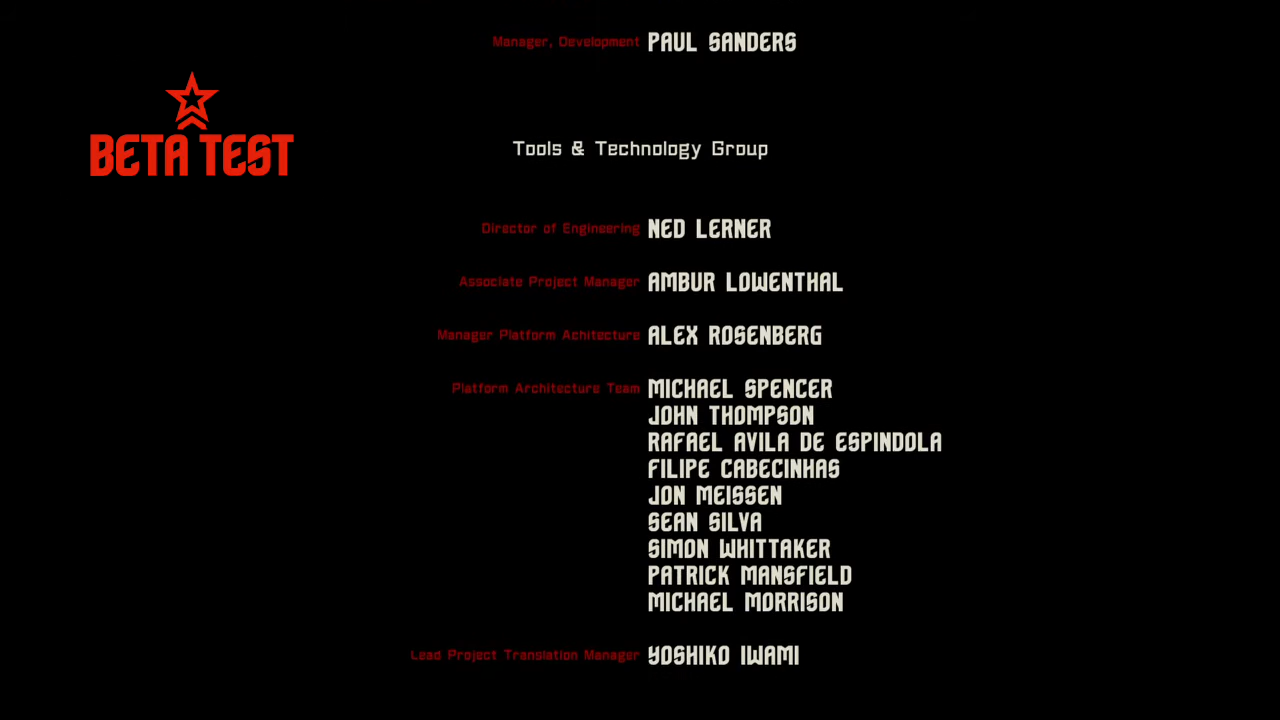 Manager, Development PAUL SANDERS
BETA TEST
Tools & Technology Group
Director of Engineering NED LERNER
Associate Project Manager AMBUR LOWENTHAL
Manager Platform Achitecture ALEX ROSENBERG
Platform Architecture Team MICHAEL SPENCER
JOHN THOMPSON
RAFAEL AVILA DE ESPINDOLA
FILIPE CABECINHAS
JON MEISSEN
SEAN SILVA
SIMON WHITTAKER
PATRICK MANSFIELD
MICHAEL MORRISON
Lead Project Translation Manager YOSHIKO IWAMI